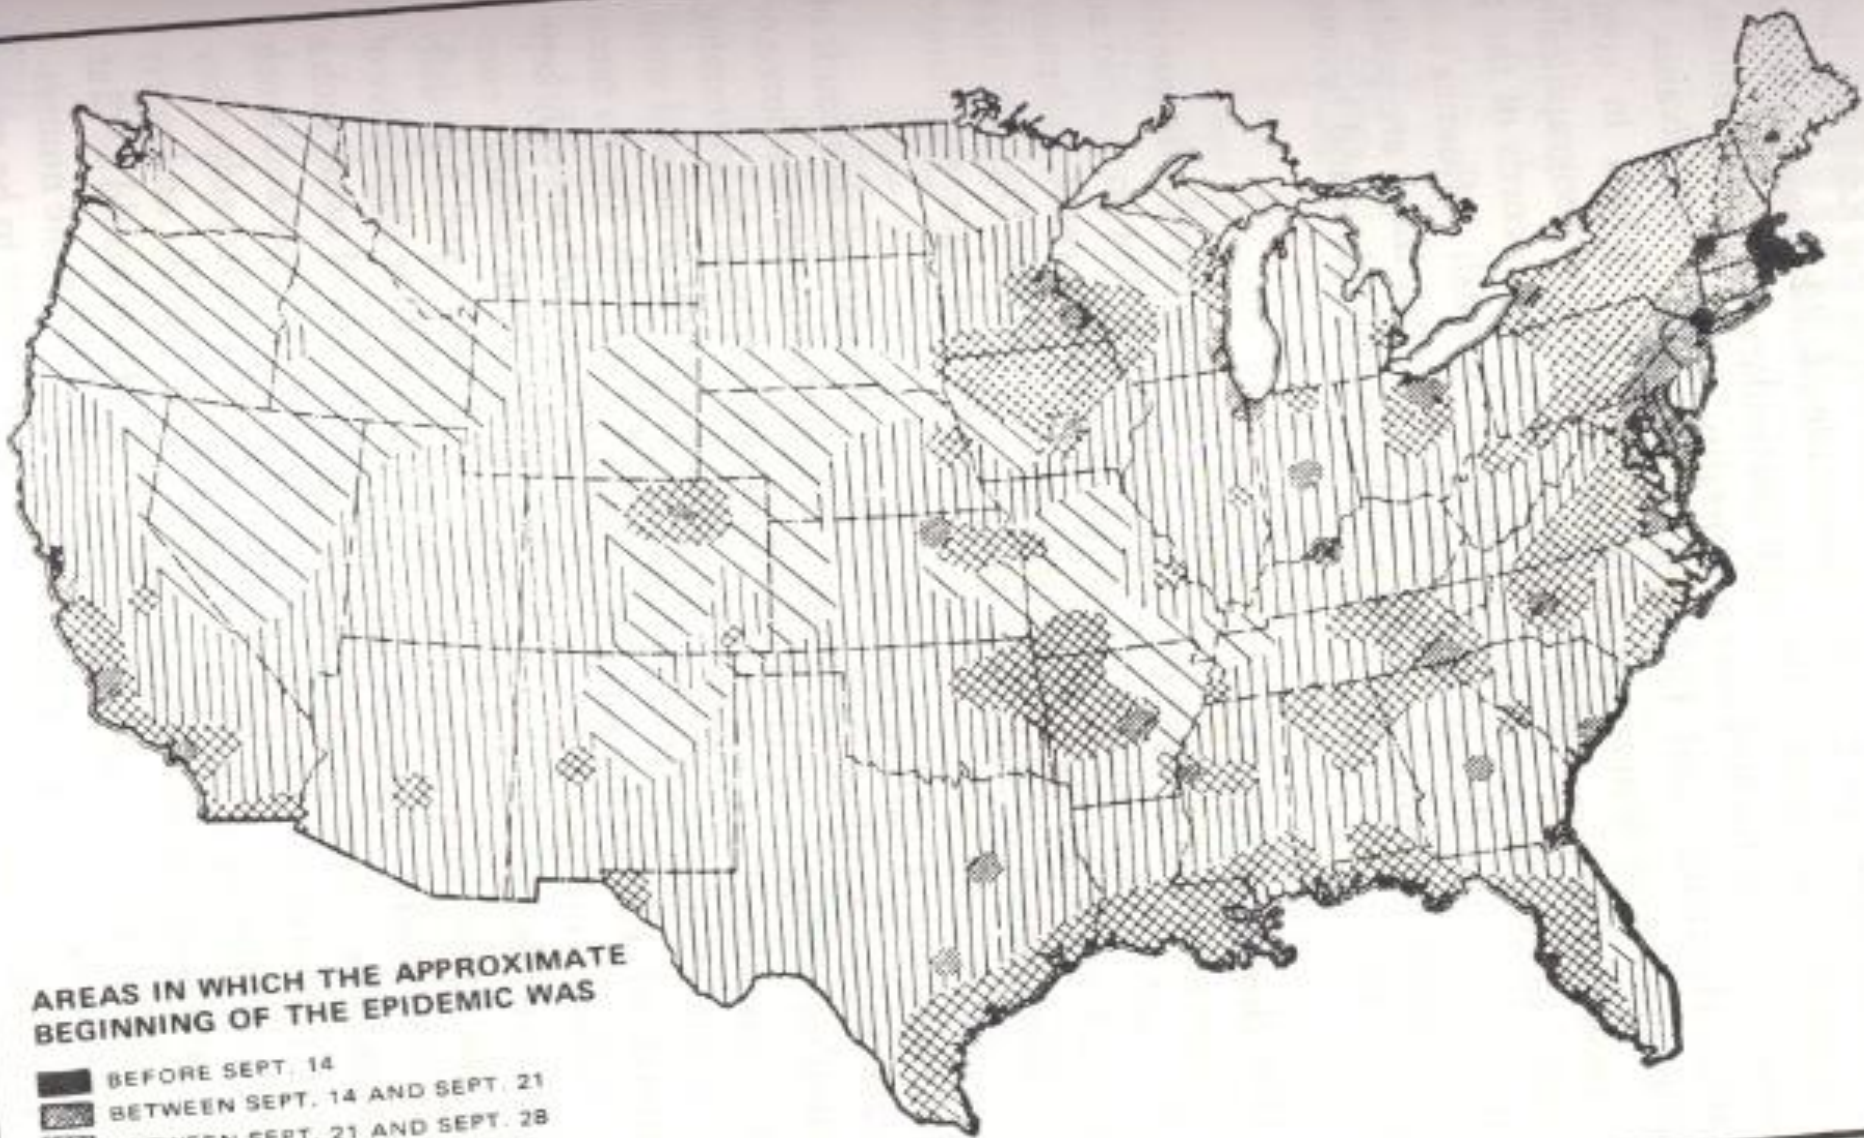 AREAS IN WHICH THE APPROXIMATE
BEGINNING OF THE EPIDEMIC WAS
BEFORE SEPT. 14
BETWEEN SEPT. 14 AND SEPT. 21
BETWEEN SEPT. 21 AND SEPT. 28